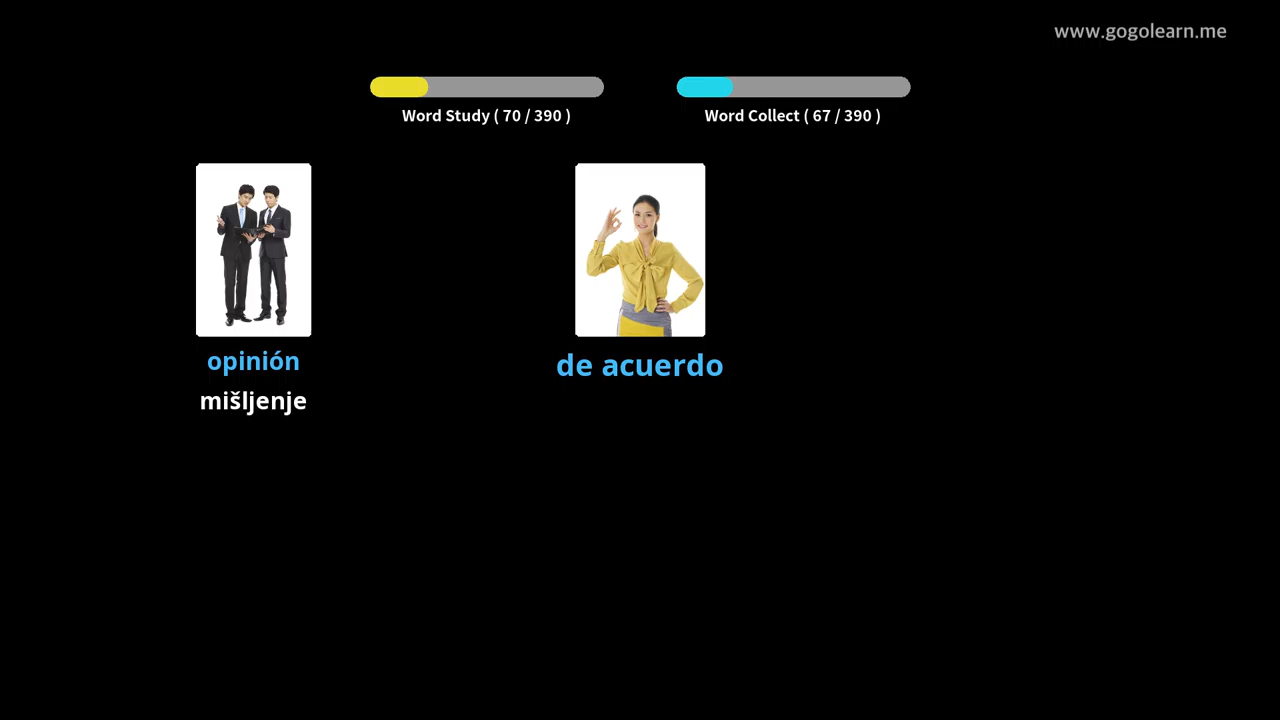 www.gogolearn.me
Word Study ( 70 / 390 )
Word Collect ( 67 / 390 )
opinión
mišljenje
de acuerdo